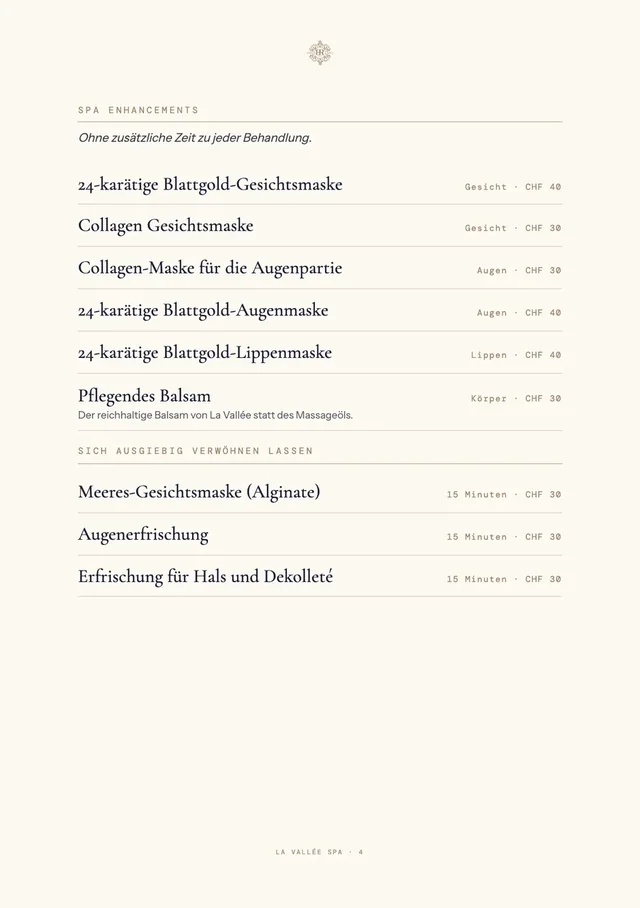 SPA ENHANCEMENTS
Ohne zusätzliche Zeit zu jeder Behandlung.
24-karätige Blattgold-Gesichtsmaske Gesicht · CHF 40
Collagen Gesichtsmaske Gesicht · CHF 30
Collagen-Maske für die Augenpartie Augen · CHF 30
24-karätige Blattgold-Augenmaske Augen · CHF 40
24-karätige Blattgold-Lippenmaske Lippen · CHF 40
Pflegendes Balsam Körper · CHF 30
Der reichhaltige Balsam von La Vallée statt des Massageöls.
SICH AUSGIEBIG VERWÖHNEN LASSEN
Meeres-Gesichtsmaske (Alginate) 15 Minuten · CHF 30
Augenerfrischung 15 Minuten · CHF 30
Erfrischung für Hals und Dekolleté 15 Minuten · CHF 30
LA VALLÉE SPA · 4